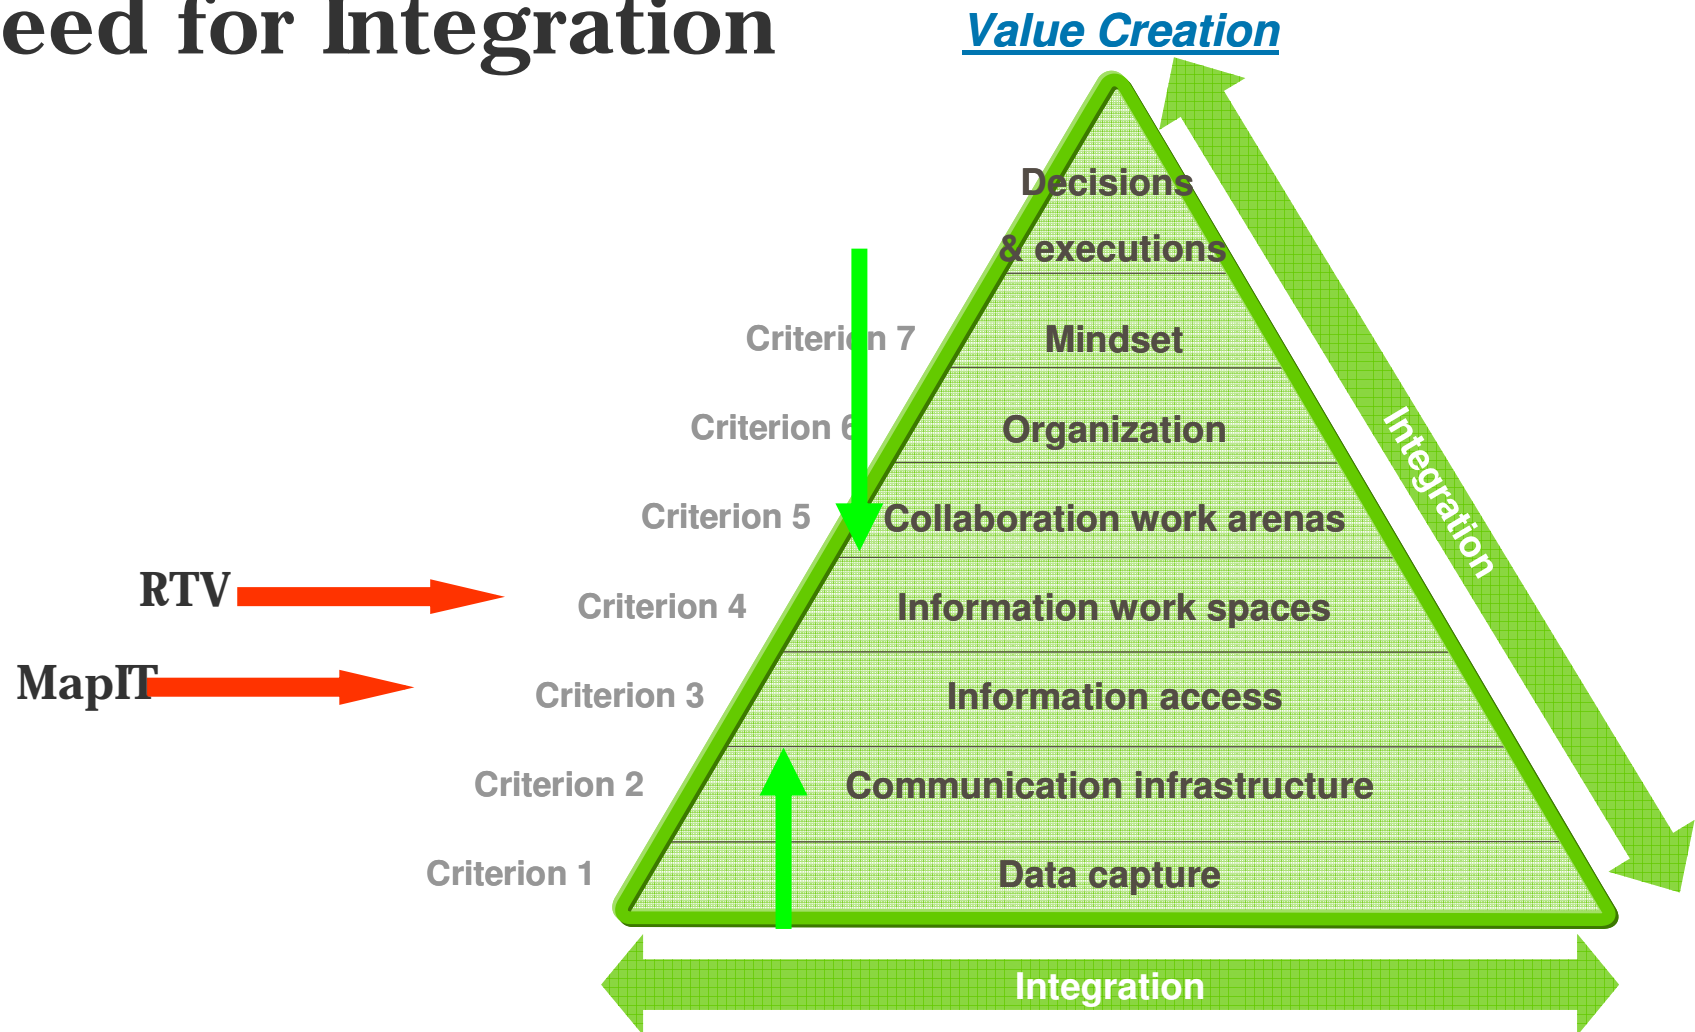 eed for Integration
Value Creation
Decisions
& executions
Criterion 7
Mindset
Criterion 6
Organization
Criterion 5
Collaboration work arenas
Integration
RTV
Criterion 4
Information work spaces
MapIT
Criterion 3
Information access
Criterion 2
Communication infrastructure
Criterion 1
Data capture
Integration